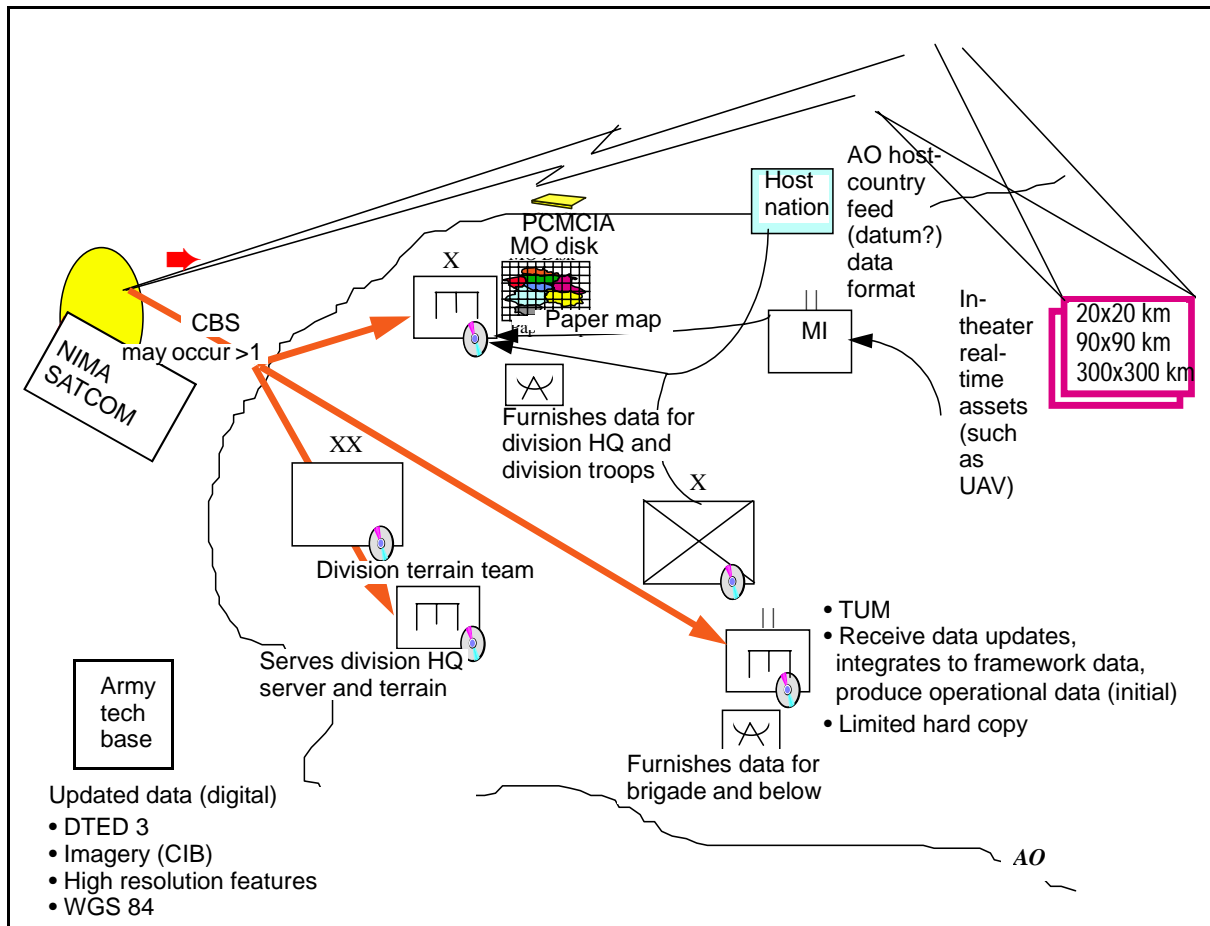 PCMCIA
MO disk
X
Paper map
Host
nation
AO host-
country
feed
(datum?)
data
format
In-
theater
real-
time
assets
(such
as
UAV)
20x20 km
90x90 km
300x300 km
CBS
may occur >1
NIMA
SATCOM
MI
Furnishes data for
division HQ and
division troops
XX
X
Division terrain team
Serves division HQ
server and terrain
• TUM
• Receive data updates,
integrates to framework data,
produce operational data (initial)
• Limited hard copy
Furnishes data for
brigade and below
Army
tech
base
Updated data (digital)
• DTED 3
• Imagery (CIB)
• High resolution features
• WGS 84
AO